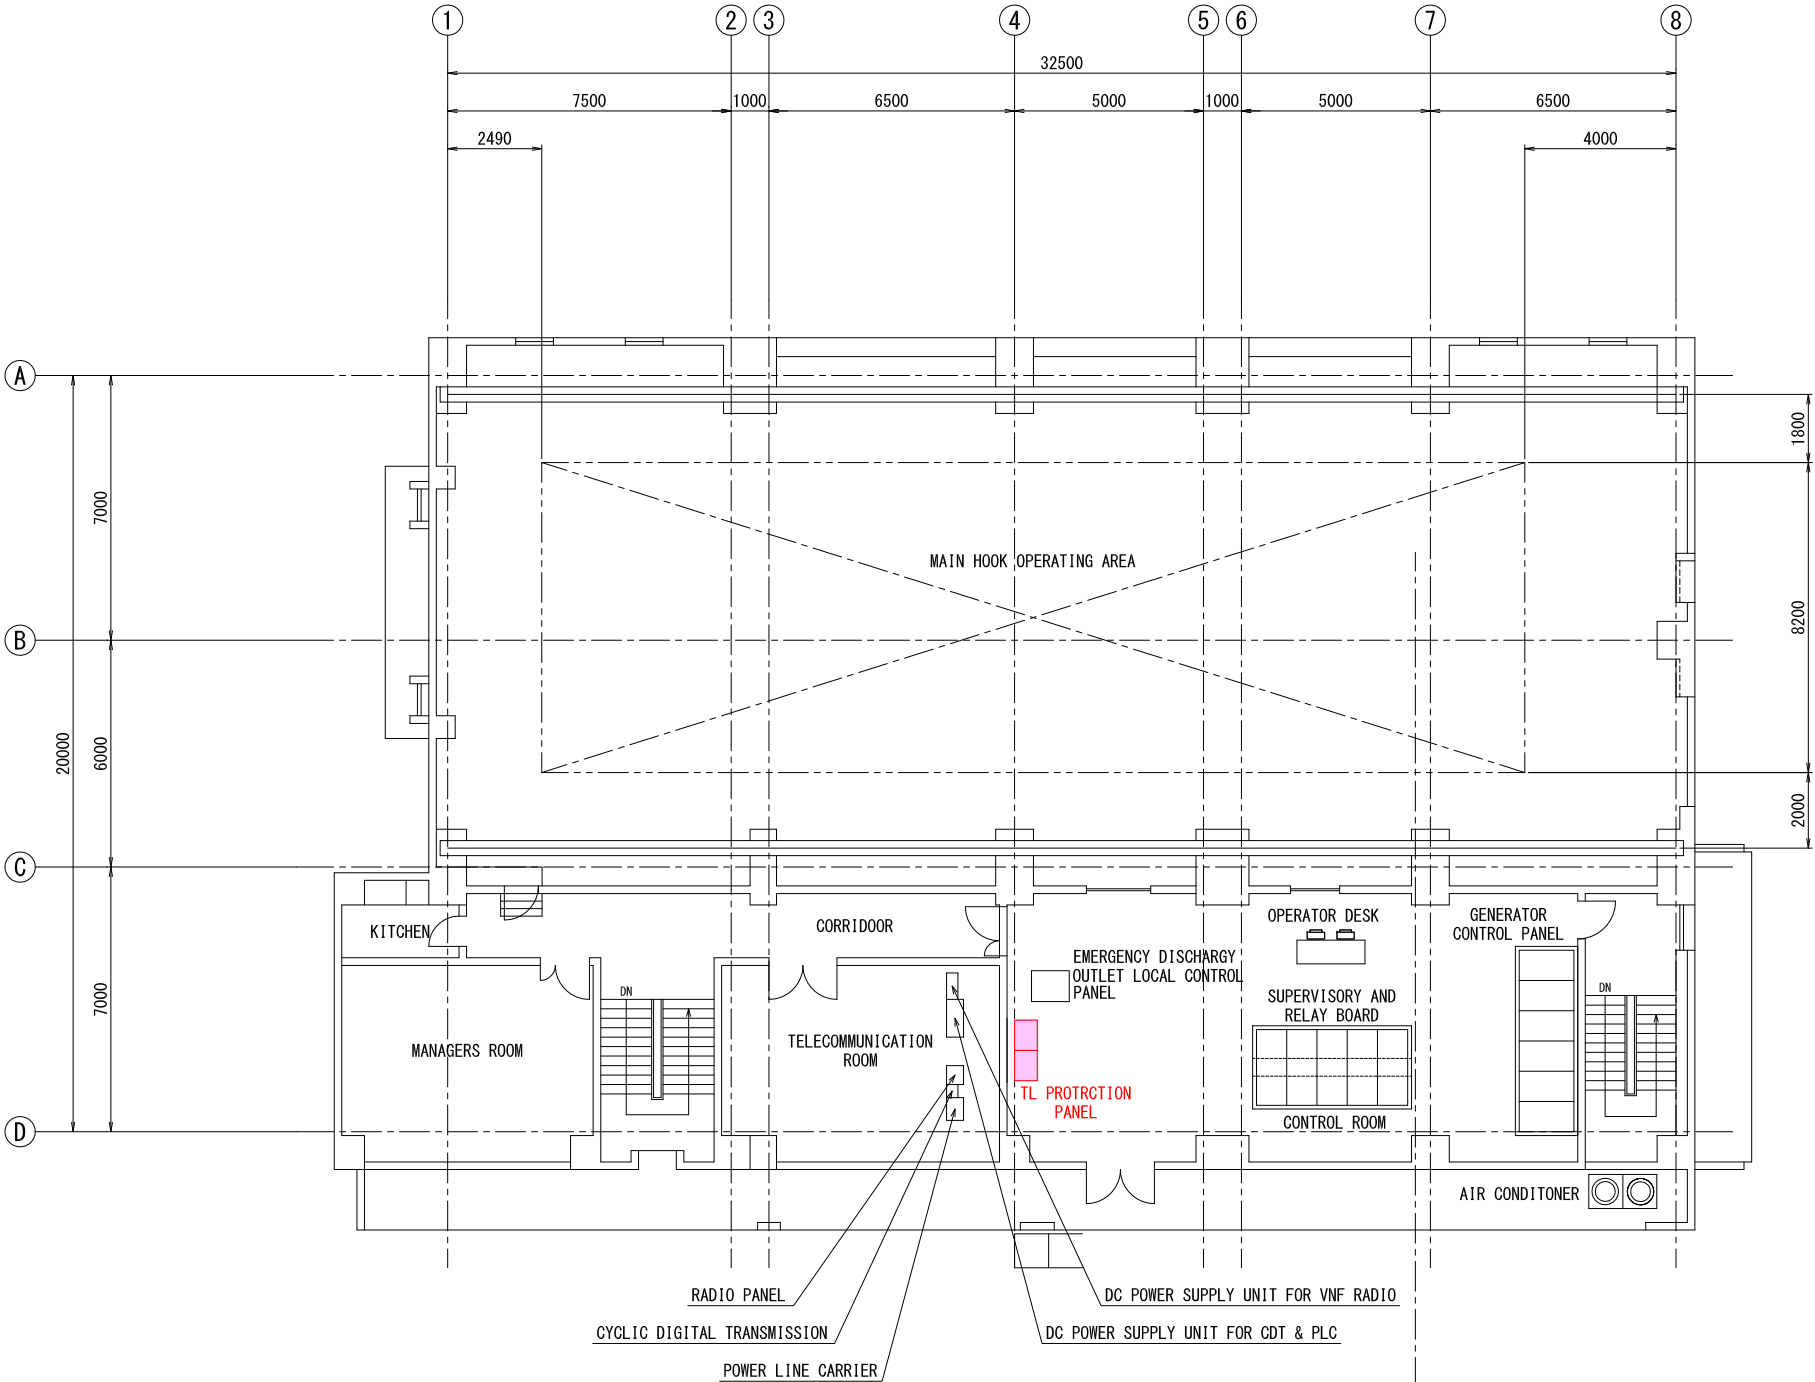 1 2 3 4 5 6 7 8
32500
7500 1000 6500 5000 1000 5000 6500
2490 4000
A
1800
7000
MAIN HOOK OPERATING AREA
8200
B
20000
6000
2000
C
KITCHEN
CORRIDOOR
OPERATOR DESK
GENERATOR
CONTROL PANEL
EMERGENCY DISCHARGY
OUTLET LOCAL CONTROL
PANEL
7000
DN
DN
SUPERVISORY AND
RELAY BOARD
MANAGERS ROOM
TELECOMMUNICATION
ROOM
TL PROTRCTION
PANEL
CONTROL ROOM
D
AIR CONDITONER
RADIO PANEL
DC POWER SUPPLY UNIT FOR VNF RADIO
CYCLIC DIGITAL TRANSMISSION
DC POWER SUPPLY UNIT FOR CDT & PLC
POWER LINE CARRIER